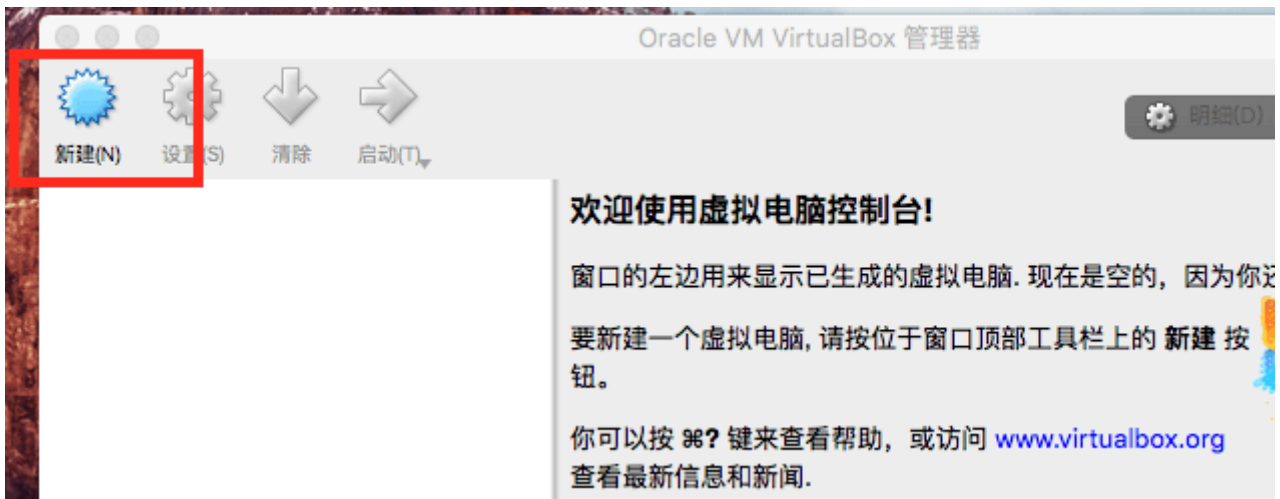 Oracle VM VirtualBox 管理器
新建(N) 设置(S) 清除 启动(T)
明细(D)
欢迎使用虚拟电脑控制台!
窗口的左边用来显示已生成的虚拟电脑. 现在是空的，因为你还
要新建一个虚拟电脑, 请按位于窗口顶部工具栏上的 新建 按
钮。
你可以按 ⌘? 键来查看帮助，或访问 www.virtualbox.org
查看最新信息和新闻.